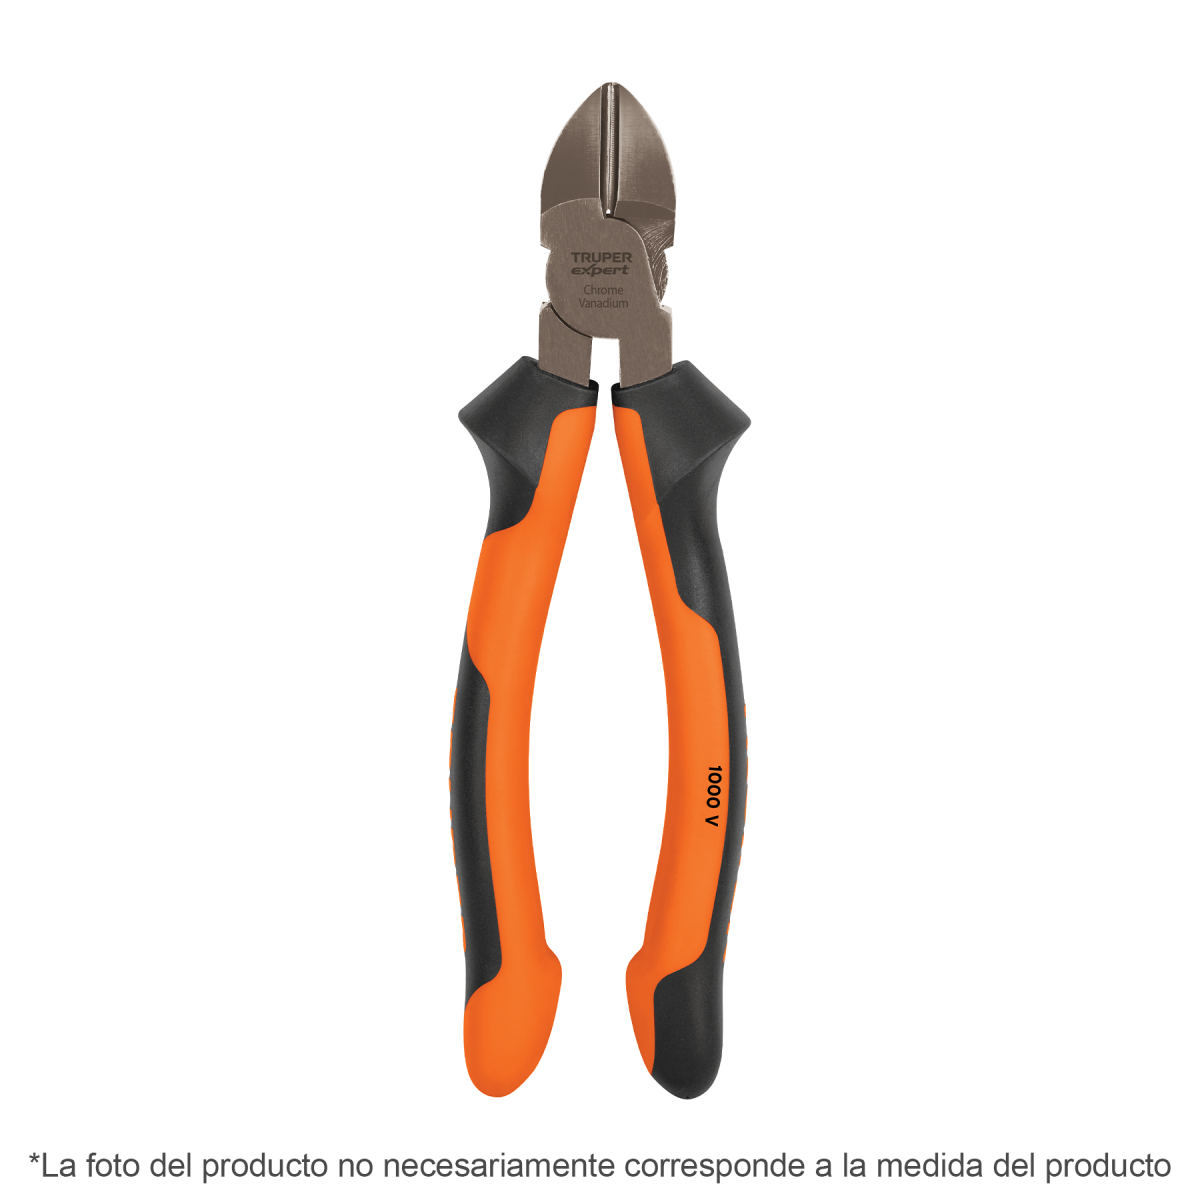 TRUPER
expert
Chrome
Vanadium
1000 V
*La foto del producto no necesariamente corresponde a la medida del producto